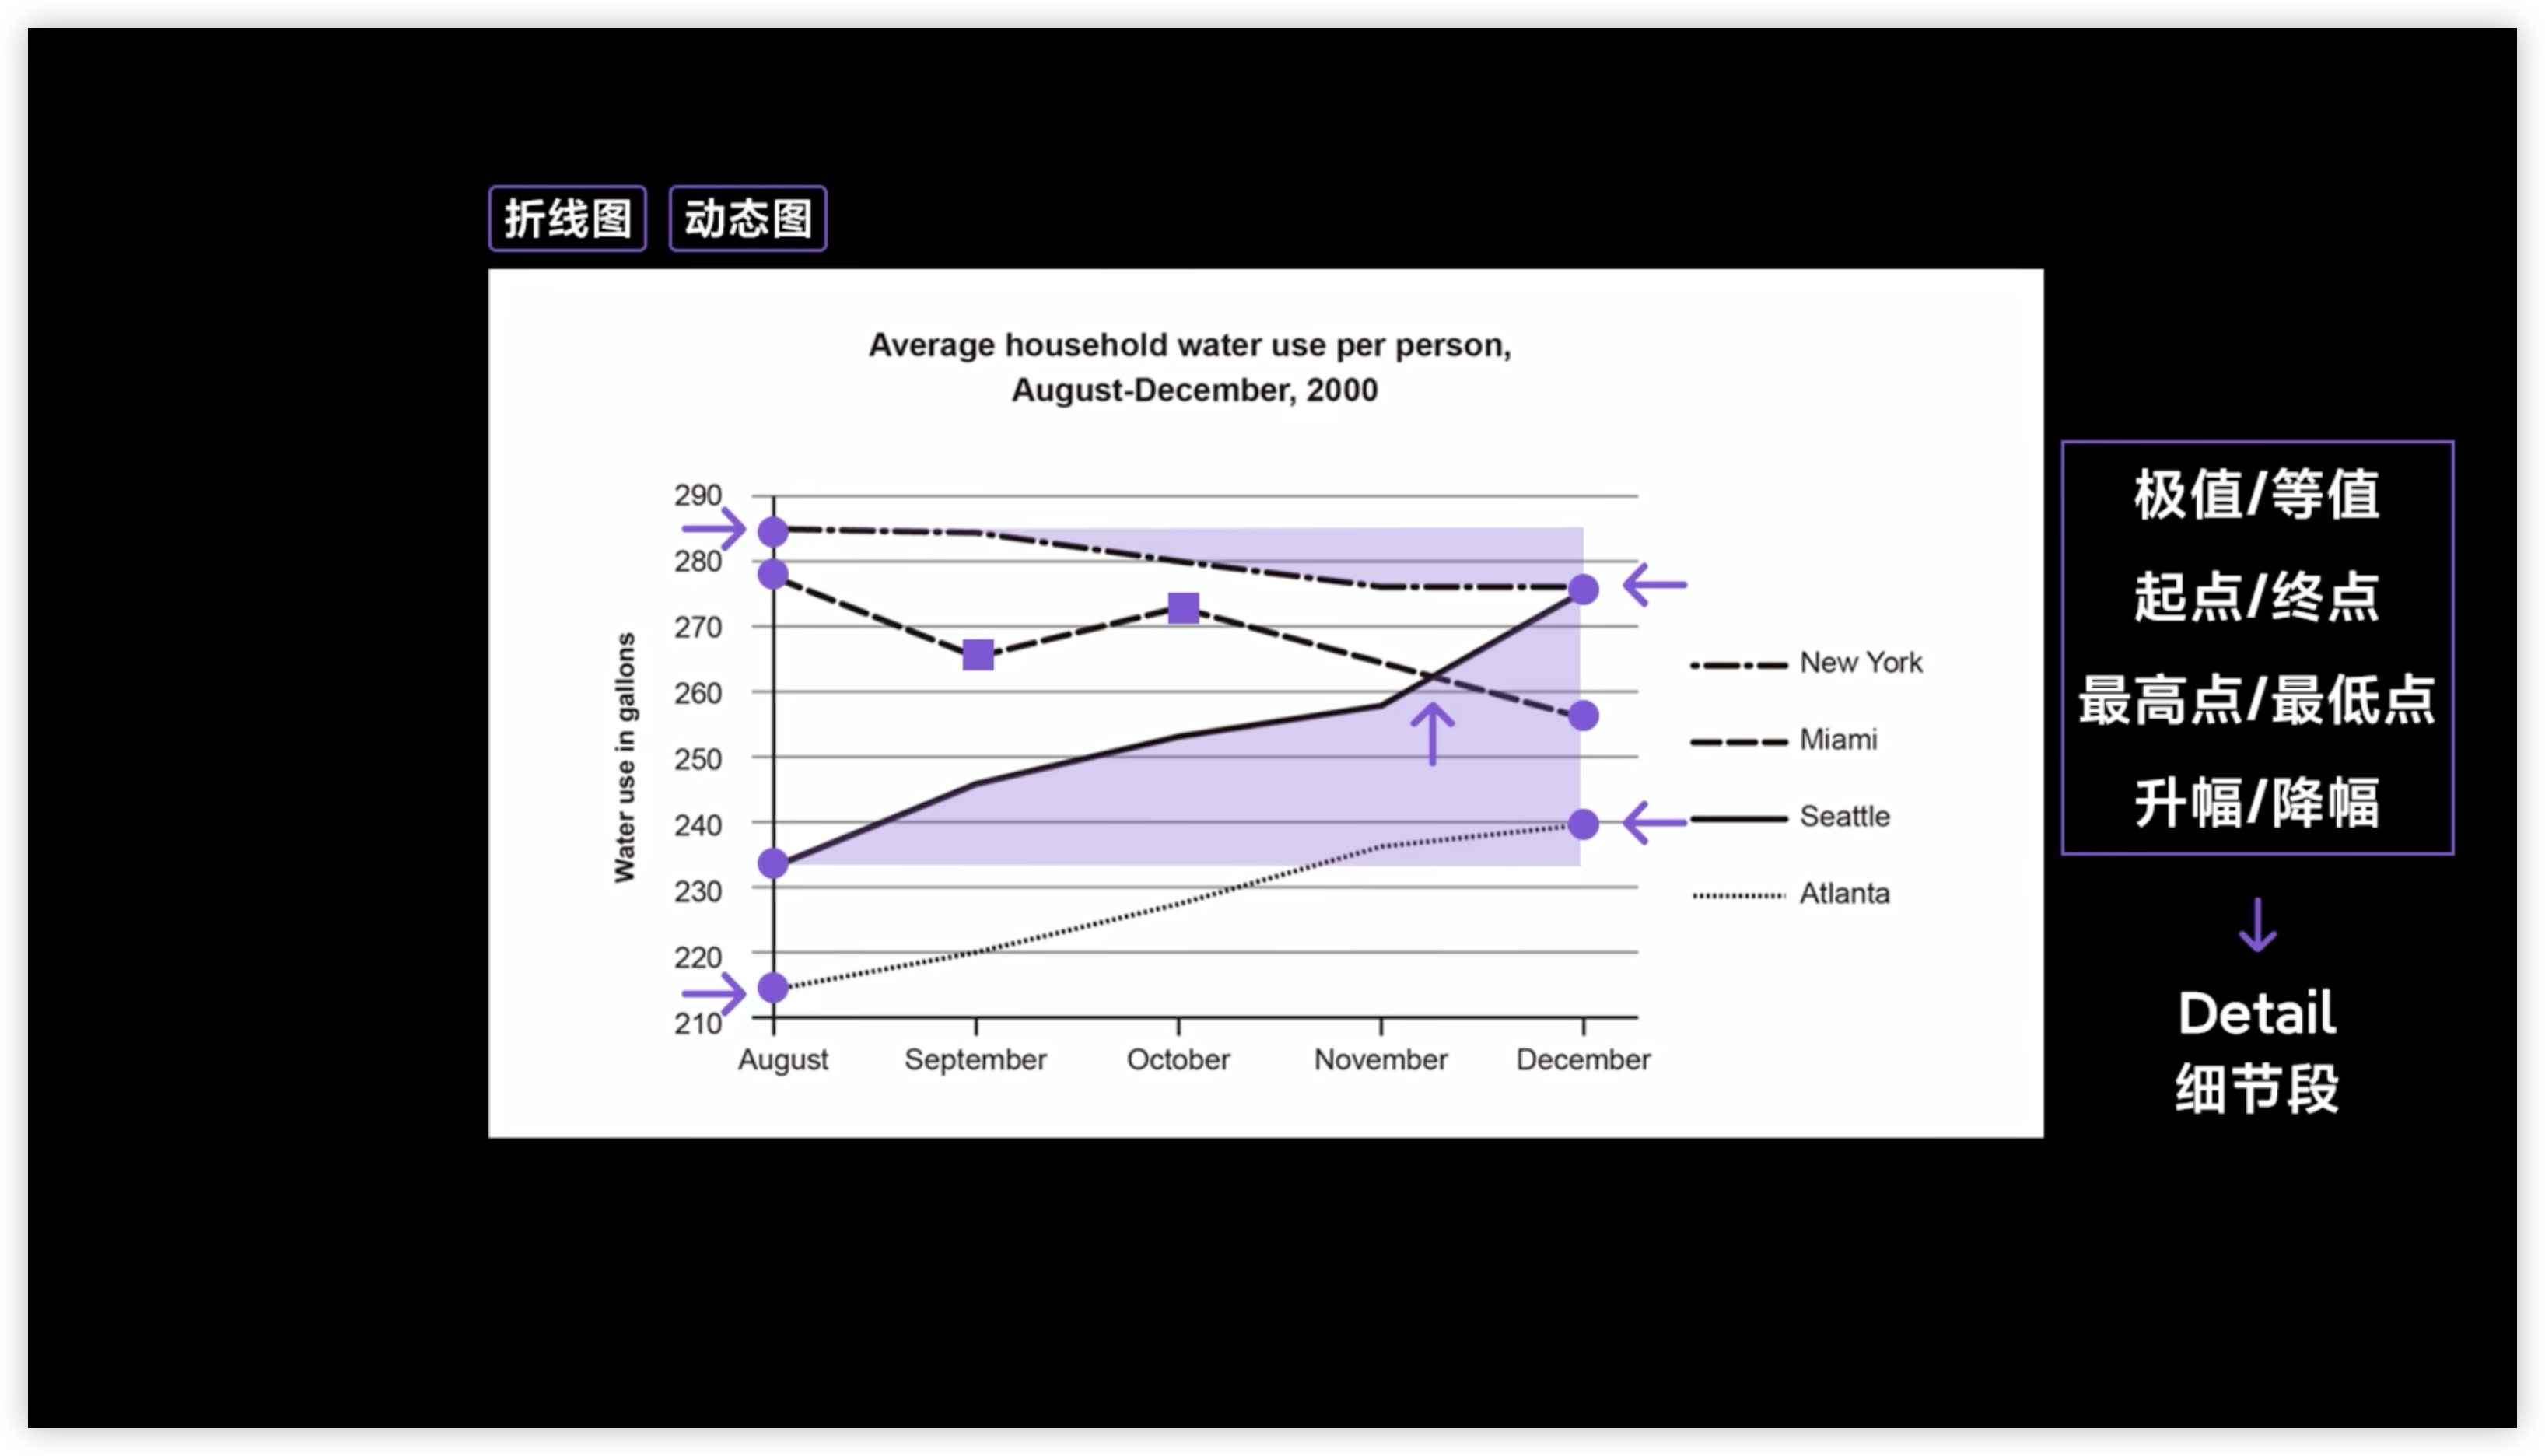 折线图 动态图
Average household water use per person,
August-December, 2000
Water use in gallons
290
280
270
260
250
240
230
220
210
August September October November December
New York
Miami
Seattle
Atlanta
极值/等值
起点/终点
最高点/最低点
升幅/降幅
Detail
细节段